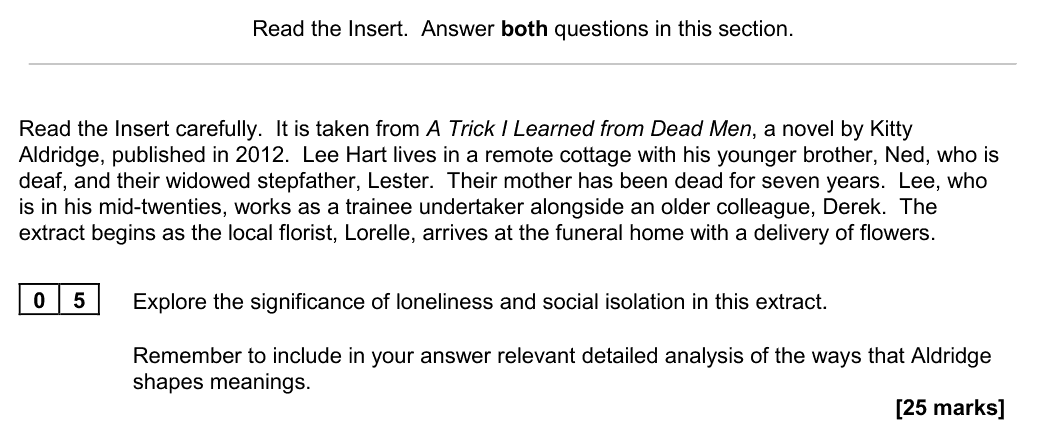 Read the Insert.  Answer both questions in this section.
Read the Insert carefully.  It is taken from A Trick I Learned from Dead Men, a novel by Kitty
Aldridge, published in 2012.  Lee Hart lives in a remote cottage with his younger brother, Ned, who is
deaf, and their widowed stepfather, Lester.  Their mother has been dead for seven years.  Lee, who
is in his mid-twenties, works as a trainee undertaker alongside an older colleague, Derek.  The
extract begins as the local florist, Lorelle, arrives at the funeral home with a delivery of flowers.
0 5 Explore the significance of loneliness and social isolation in this extract.
Remember to include in your answer relevant detailed analysis of the ways that Aldridge
shapes meanings.
[25 marks]